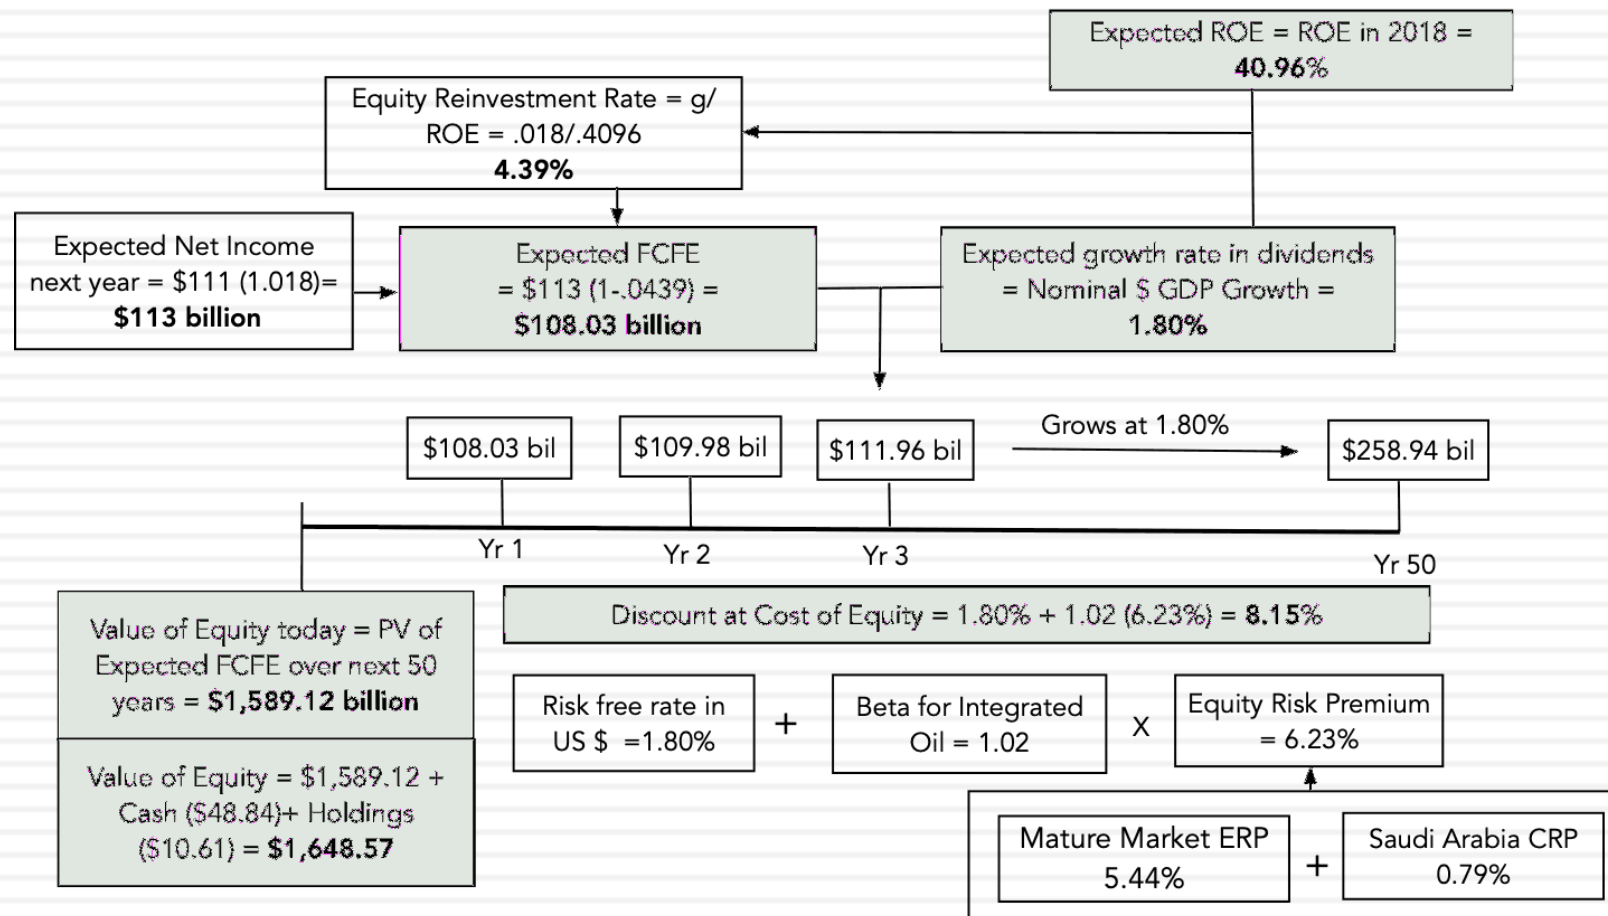 Expected ROE = ROE in 2018 =
40.96%
Equity Reinvestment Rate = g/
ROE = .018/.4096
4.39%
Expected Net Income
next year = $111 (1.018)=
$113 billion
Expected FCFE
= $113 (1-.0439) =
$108.03 billion
Expected growth rate in dividends
= Nominal $ GDP Growth =
1.80%
$108.03 bil
$109.98 bil
$111.96 bil
Grows at 1.80%
$258.94 bil
Yr 1
Yr 2
Yr 3
Yr 50
Discount at Cost of Equity = 1.80% + 1.02 (6.23%) = 8.15%
Value of Equity today = PV of
Expected FCFE over next 50
years = $1,589.12 billion
Value of Equity = $1,589.12 +
Cash ($48.84)+ Holdings
($10.61) = $1,648.57
Risk free rate in
US $ =1.80%
+
Beta for Integrated
Oil = 1.02
X
Equity Risk Premium
= 6.23%
Mature Market ERP
5.44%
+
Saudi Arabia CRP
0.79%